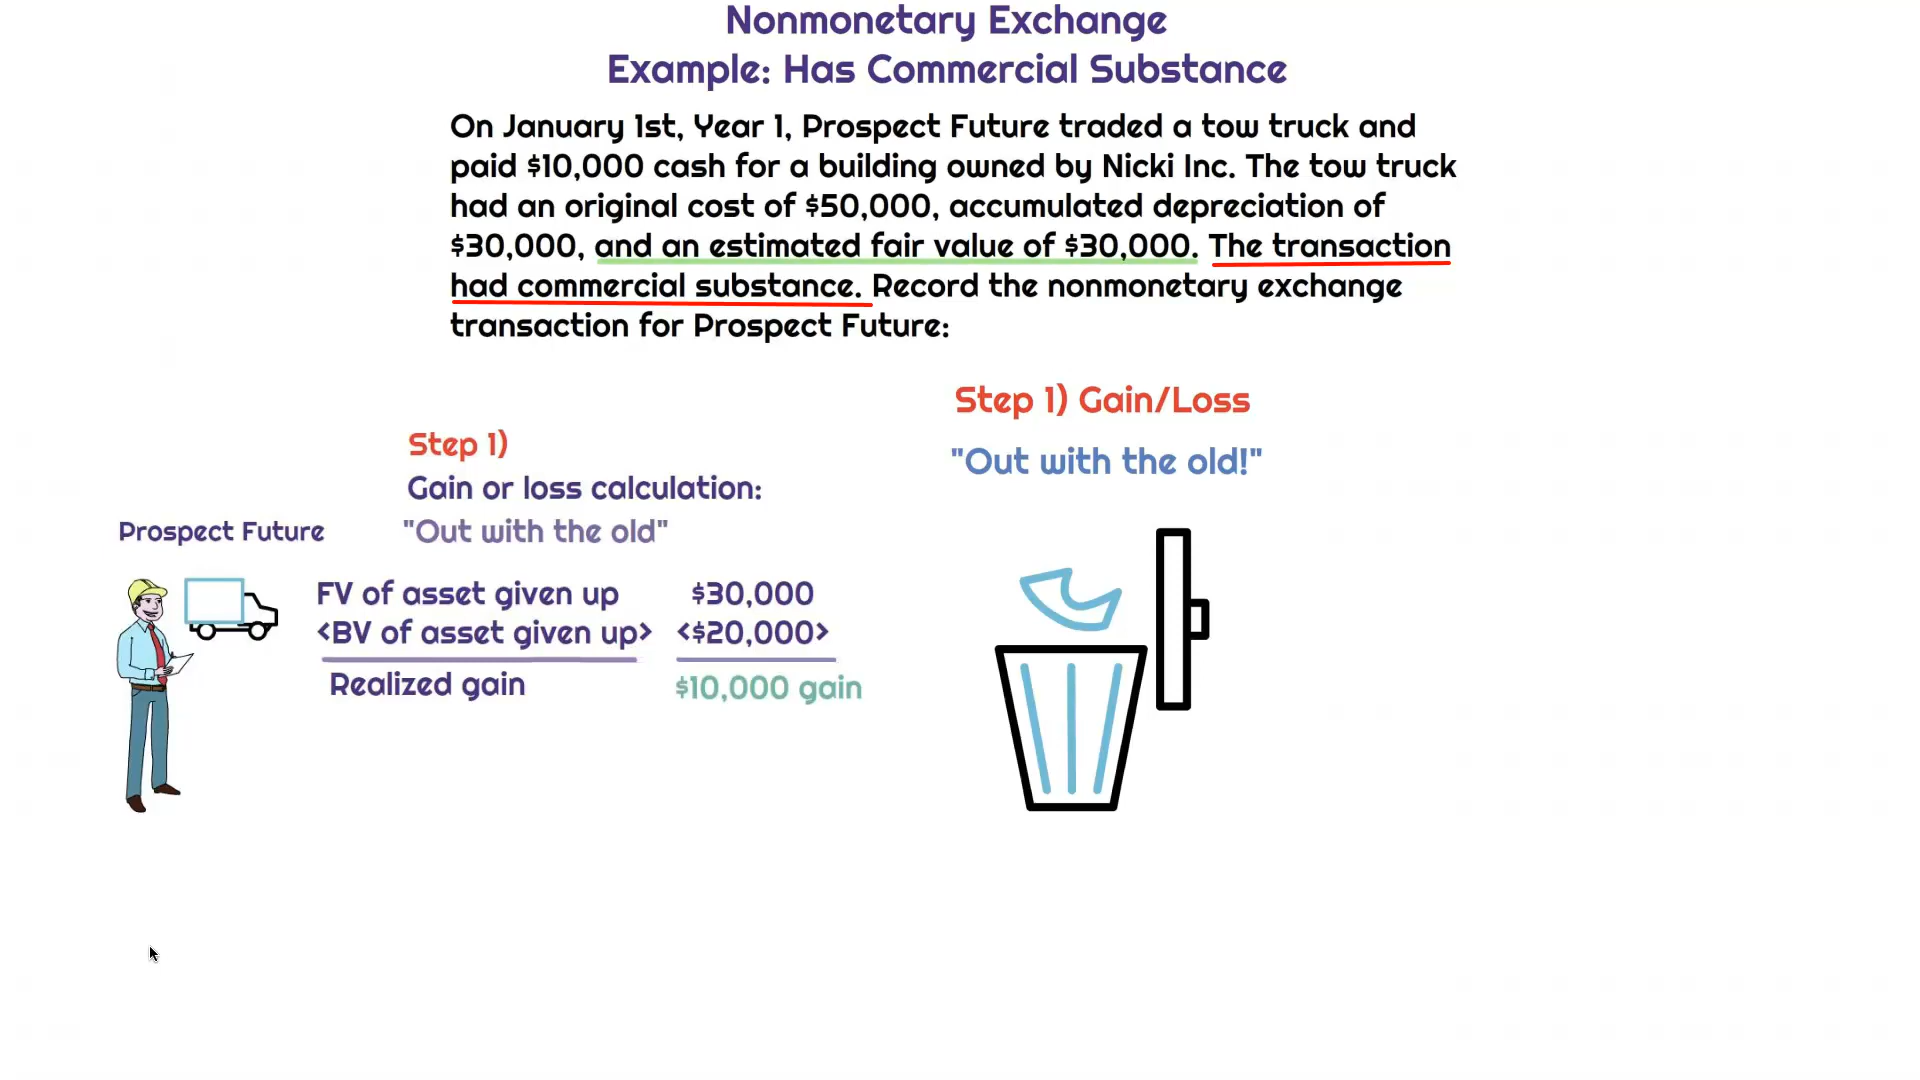 Nonmonetary Exchange
Example: Has Commercial Substance
On January 1st, Year 1, Prospect Future traded a tow truck and
paid $10,000 cash for a building owned by Nicki Inc. The tow truck
had an original cost of $50,000, accumulated depreciation of
$30,000, and an estimated fair value of $30,000. The transaction
had commercial substance. Record the nonmonetary exchange
transaction for Prospect Future:
Step 1)
Gain or loss calculation:
"Out with the old"
Prospect Future
FV of asset given up $30,000
<BV of asset given up> <$20,000>
Realized gain $10,000 gain
Step 1) Gain/Loss
"Out with the old!"